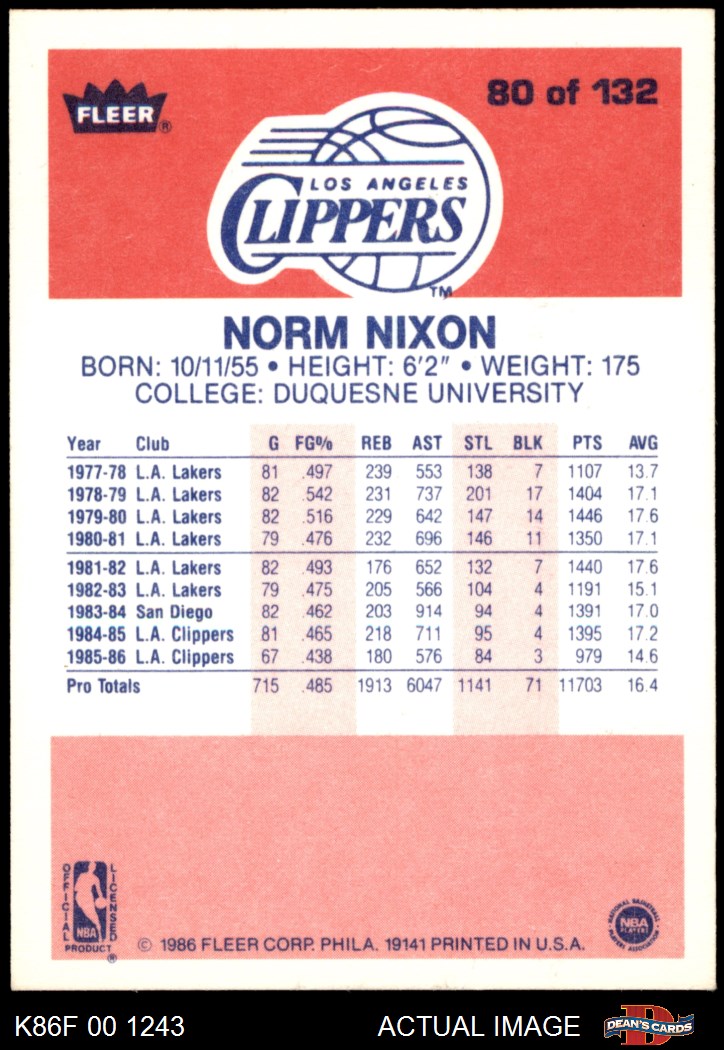 FLEER®
80 of 132
LOS ANGELES
CLIPPERS
TM
NORM NIXON
BORN: 10/11/55 • HEIGHT: 6'2" • WEIGHT: 175
COLLEGE: DUQUESNE UNIVERSITY
Year Club G FG% REB AST STL BLK PTS AVG
1977-78 L.A. Lakers 81 .497 239 553 138 7 1107 13.7
1978-79 L.A. Lakers 82 .542 231 737 201 17 1404 17.1
1979-80 L.A. Lakers 82 .516 229 642 147 14 1446 17.6
1980-81 L.A. Lakers 79 .476 232 696 146 11 1350 17.1
1981-82 L.A. Lakers 82 .493 176 652 132 7 1440 17.6
1982-83 L.A. Lakers 79 .475 205 566 104 4 1191 15.1
1983-84 San Diego 82 .462 203 914 94 4 1391 17.0
1984-85 L.A. Clippers 81 .465 218 711 95 4 1395 17.2
1985-86 L.A. Clippers 67 .438 180 576 84 3 979 14.6
Pro Totals 715 .485 1913 6047 1141 71 11703 16.4
OFFICIAL LICENSED
NBA
PRODUCT ®
© 1986 FLEER CORP. PHILA. 19141 PRINTED IN U.S.A.
NATIONAL BASKETBALL
NBA
PLAYERS
PLAYERS ASSOCIATION
K86F 00 1243
ACTUAL IMAGE
D
DEAN'S CARDS